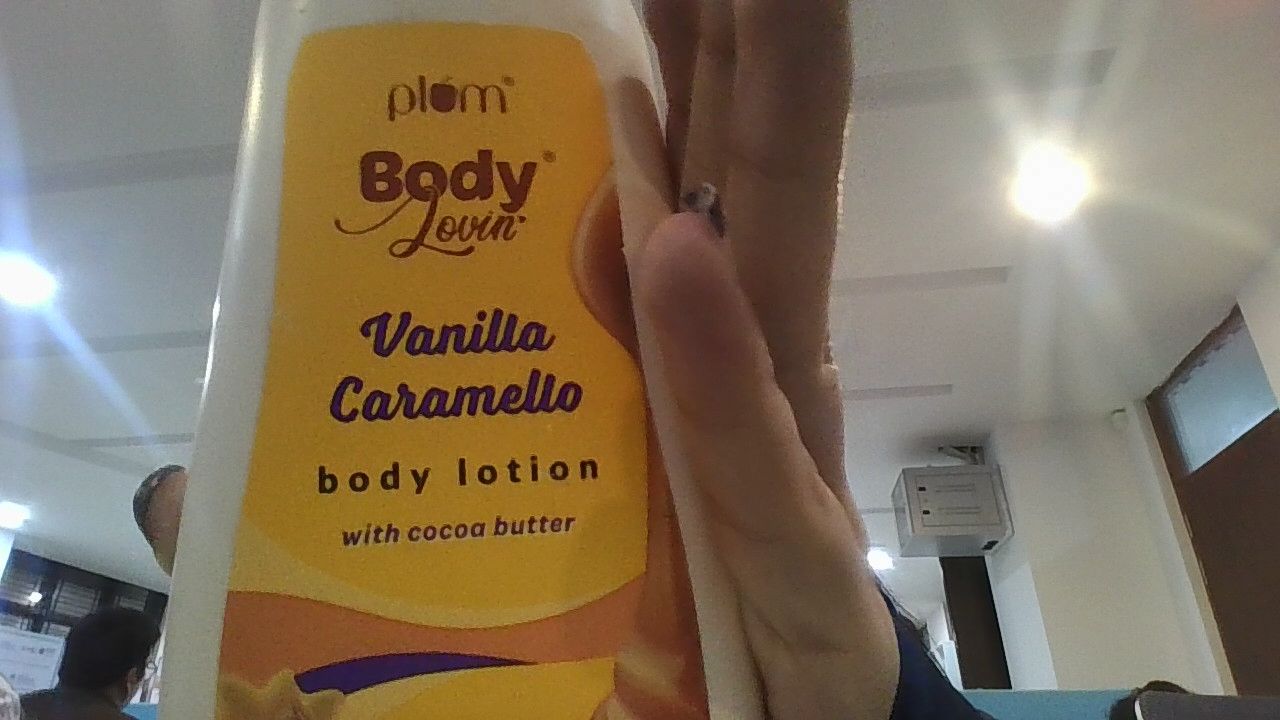 plum®
Body®
Lovin'
Vanilla
Caramello
body lotion
with cocoa butter